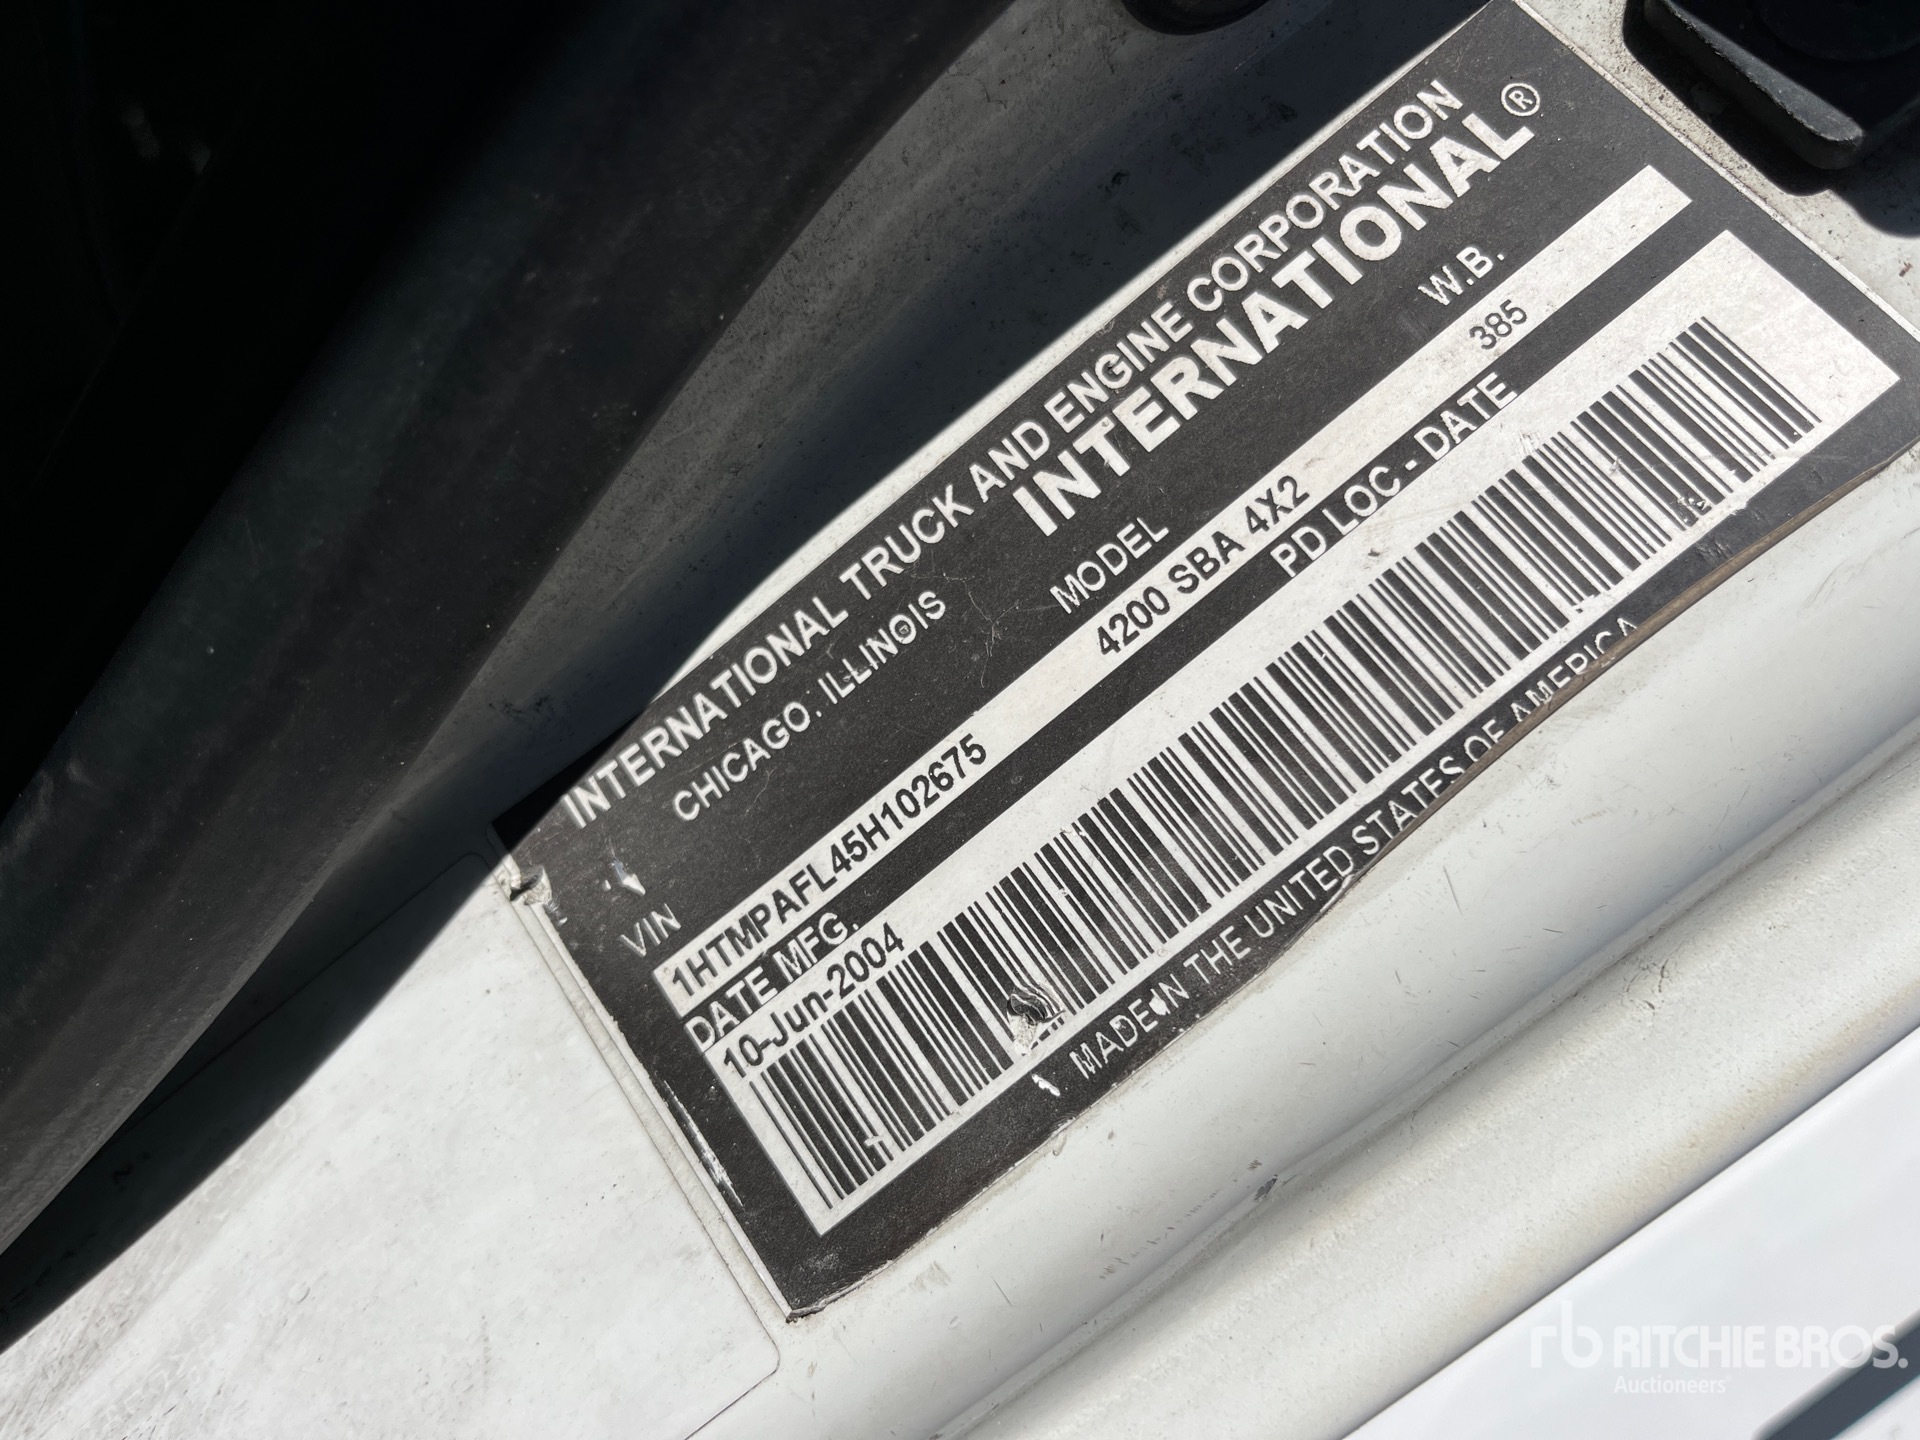 INTERNATIONAL TRUCK AND ENGINE CORPORATION
CHICAGO, ILLINOIS INTERNATIONAL®
VIN MODEL W.B.
1HTMPAFL45H102675 4200 SBA 4X2 385
DATE MFG. PD LOC - DATE
10-Jun-2004
MADE IN THE UNITED STATES OF AMERICA
rb RITCHIE BROS.
Auctioneers